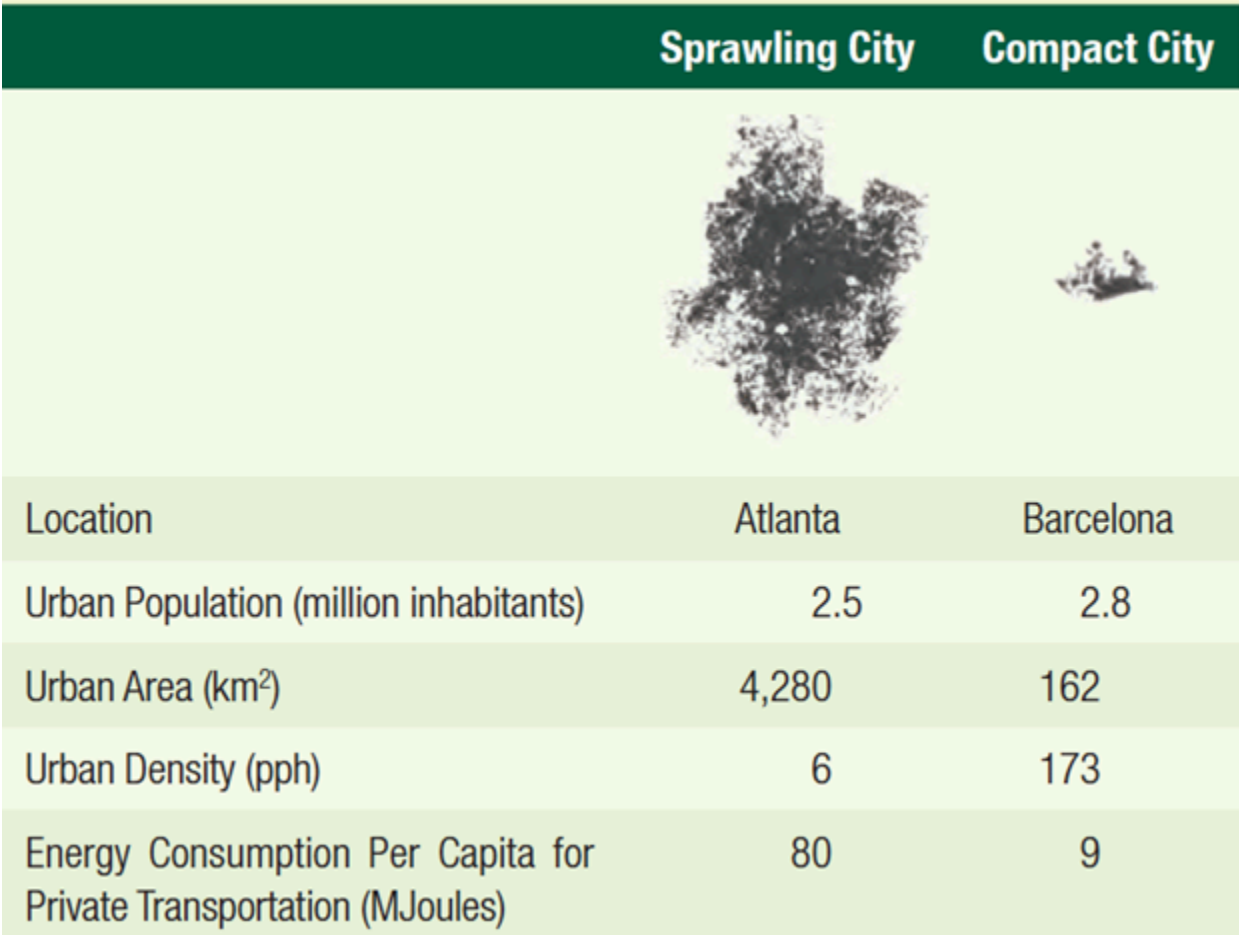 Sprawling City Compact City
Location Atlanta Barcelona
Urban Population (million inhabitants) 2.5 2.8
Urban Area (km²) 4,280 162
Urban Density (pph) 6 173
Energy Consumption Per Capita for 80 9
Private Transportation (MJoules)